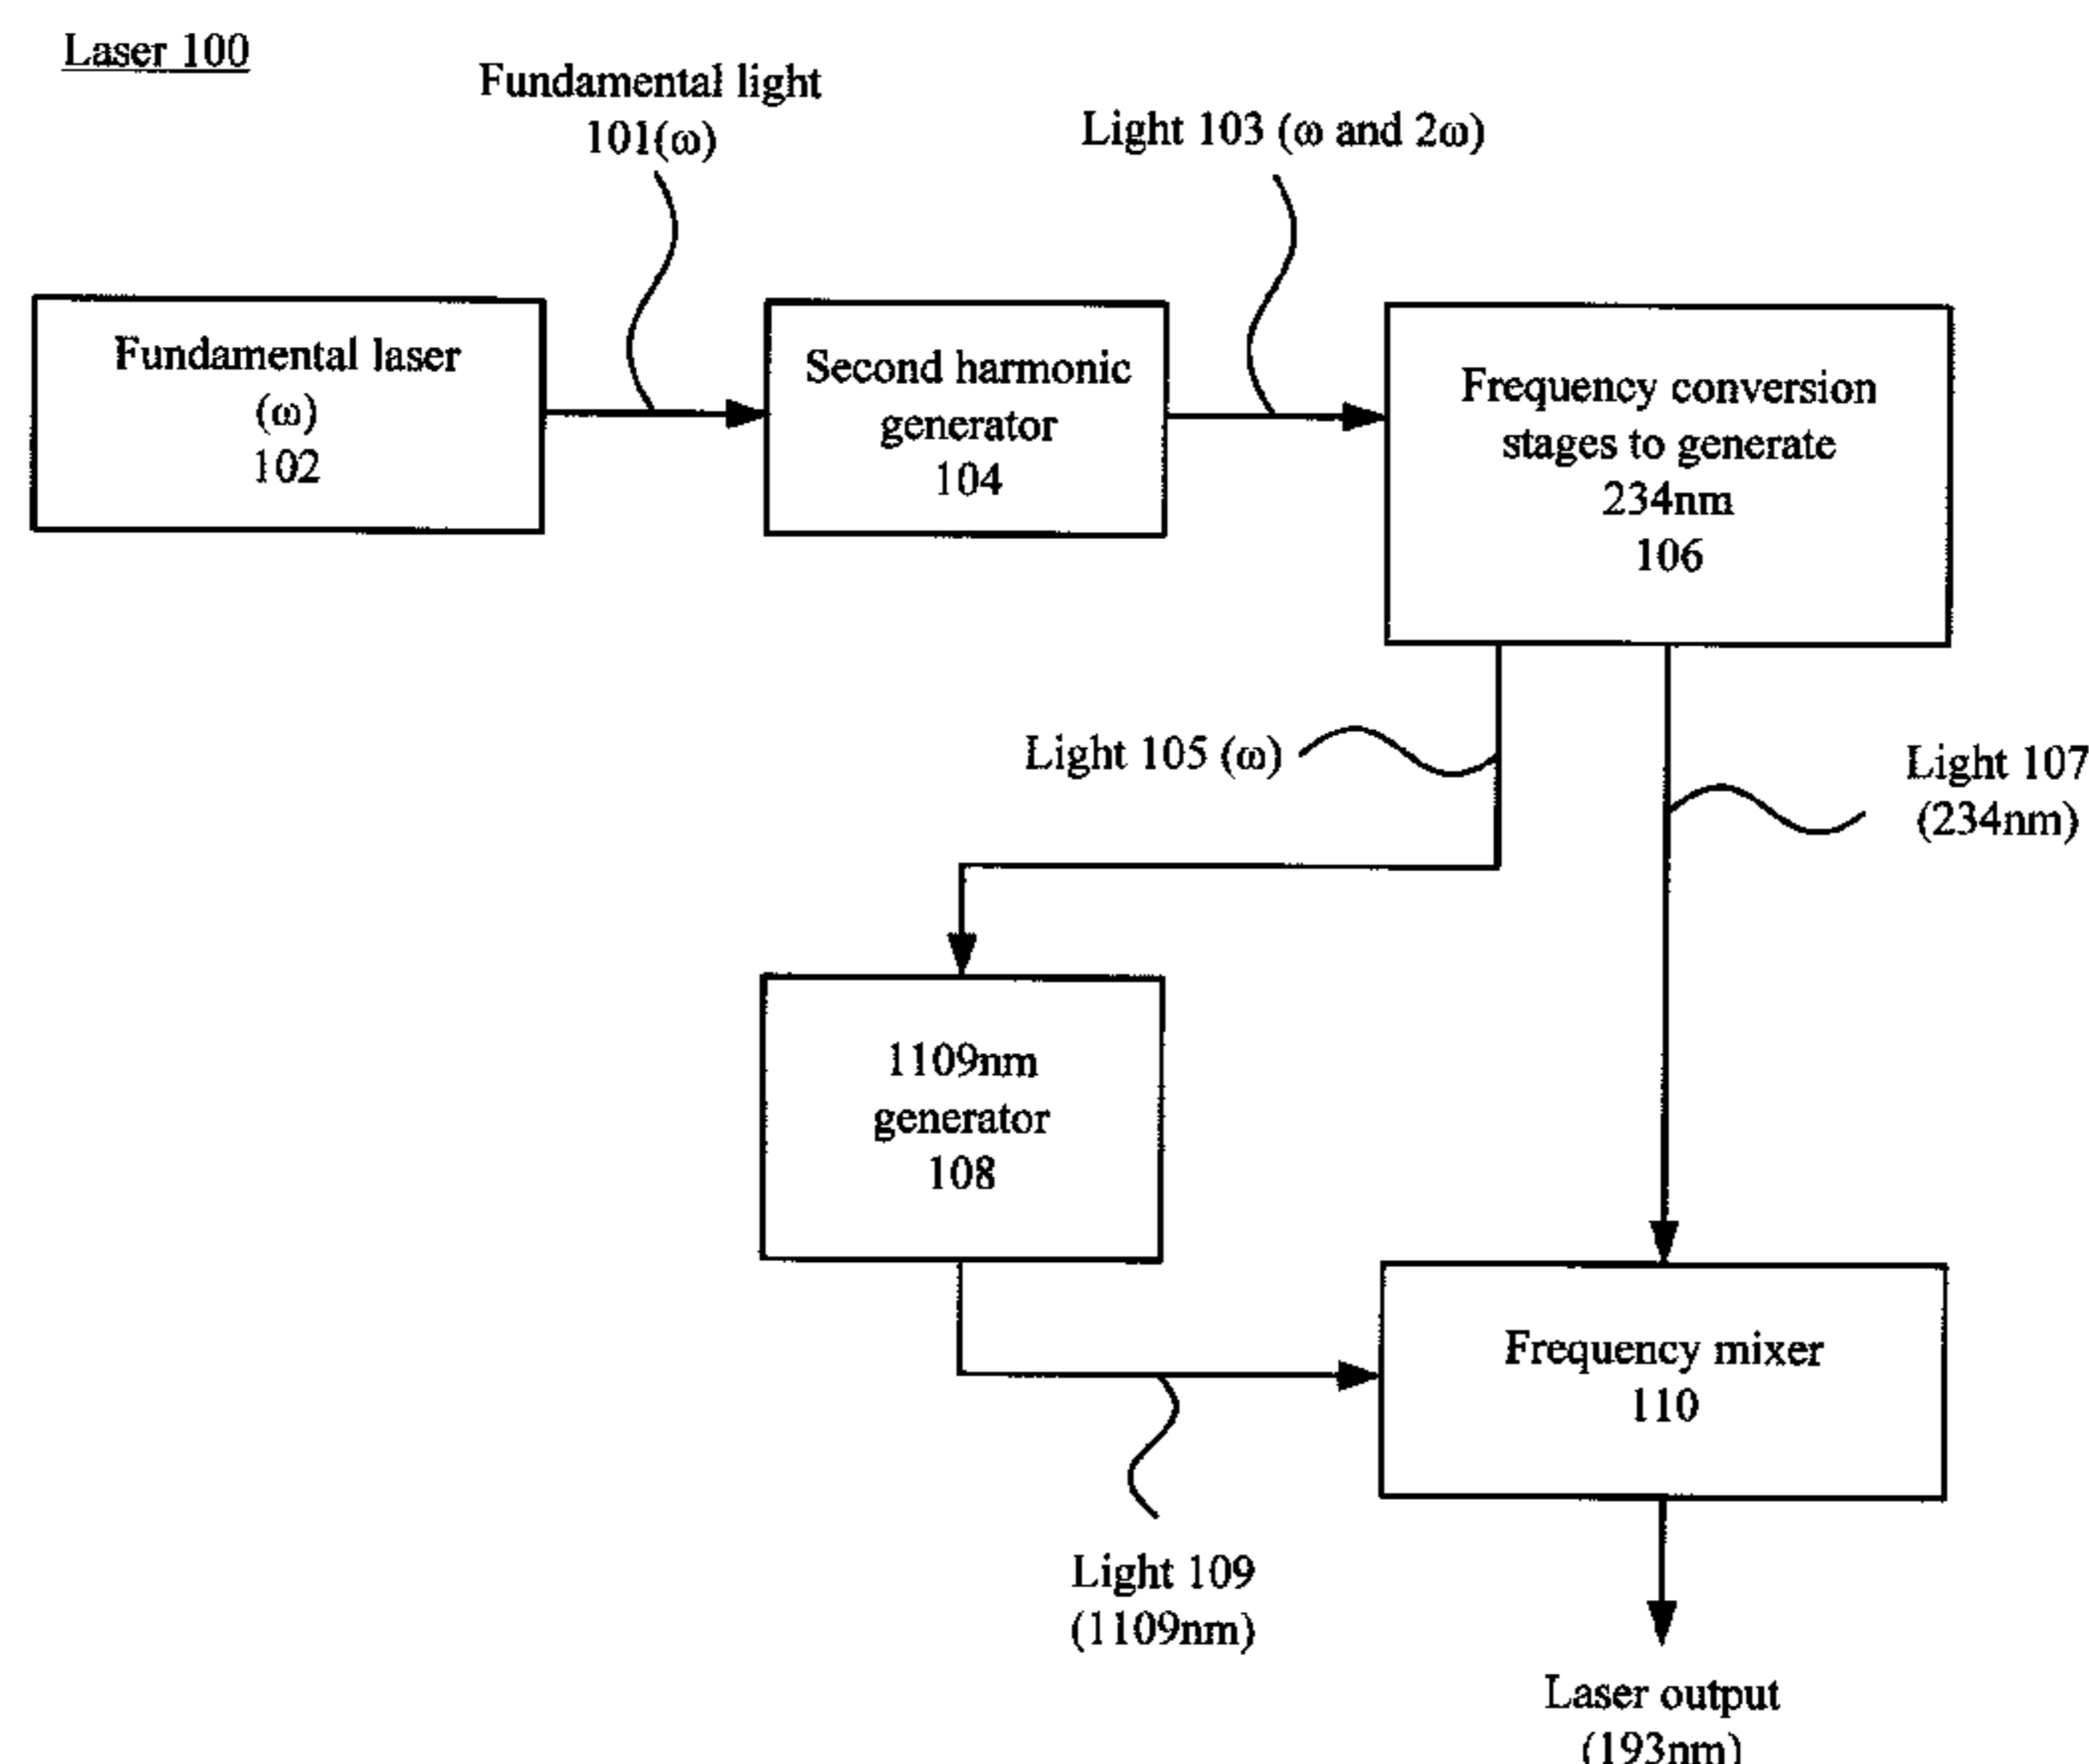 Laser 100
Fundamental light
101(ω)
Light 103 (ω and 2ω)
Fundamental laser
(ω)
102
Second harmonic
generator
104
Frequency conversion
stages to generate
234nm
106
Light 105 (ω)
Light 107
(234nm)
1109nm
generator
108
Frequency mixer
110
Light 109
(1109nm)
Laser output
(193nm)